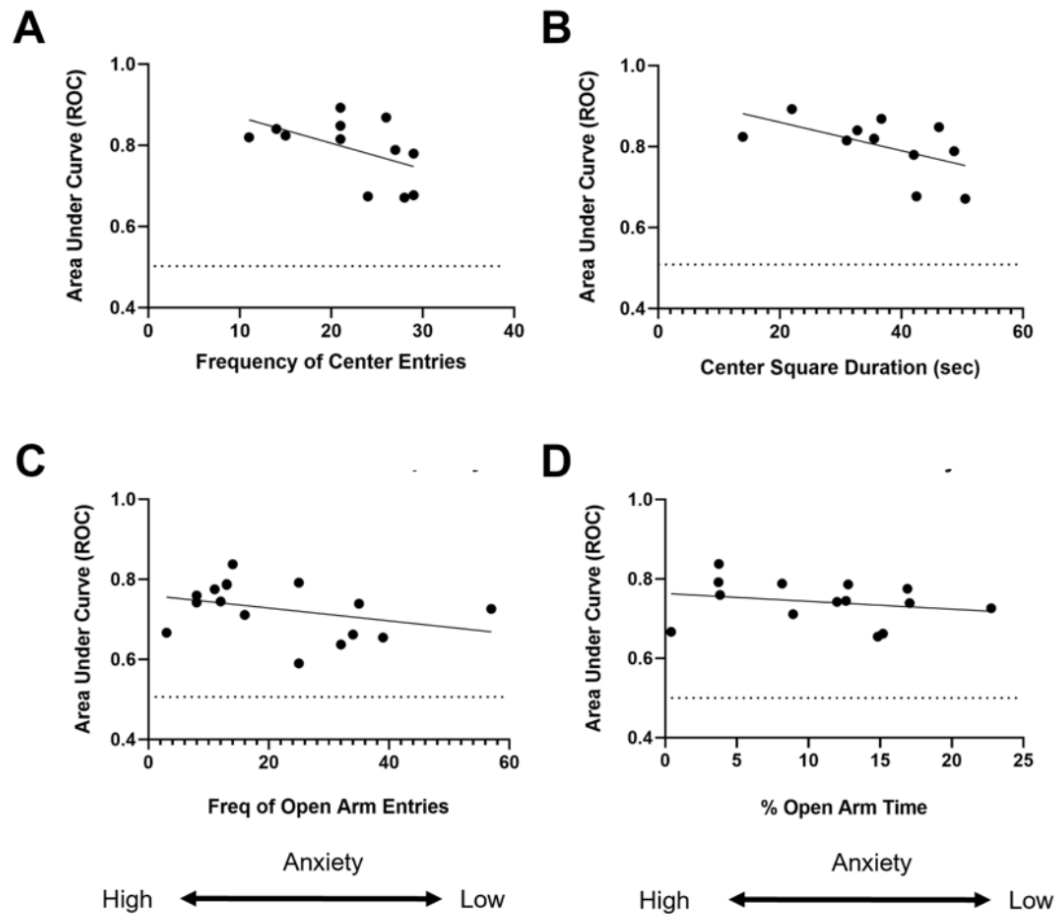 A
B
Area Under Curve (ROC)
1.0
0.8
0.6
0.4
0 10 20 30 40
Frequency of Center Entries
Area Under Curve (ROC)
1.0
0.8
0.6
0.4
0 20 40 60
Center Square Duration (sec)
C
D
Area Under Curve (ROC)
1.0
0.8
0.6
0.4
0 20 40 60
Freq of Open Arm Entries
Area Under Curve (ROC)
1.0
0.8
0.6
0.4
0 5 10 15 20 25
% Open Arm Time
Anxiety
High Low
Anxiety
High Low